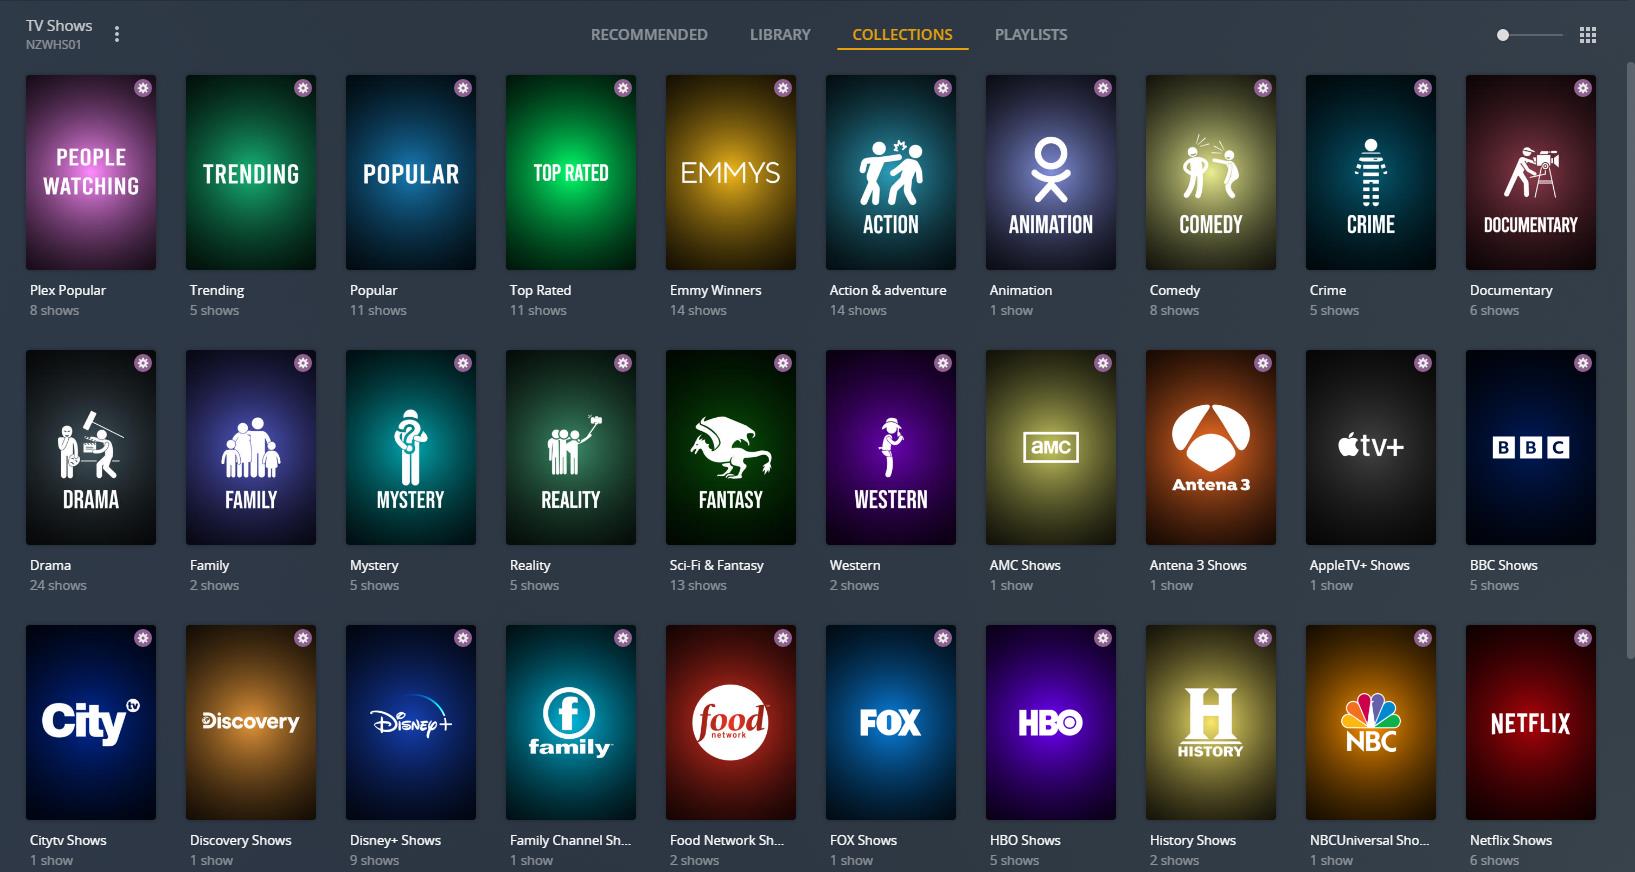 TV Shows
NZWHS01
RECOMMENDED LIBRARY COLLECTIONS PLAYLISTS
PEOPLE
WATCHING
TRENDING
POPULAR
TOP RATED
EMMYS
ACTION
ANIMATION
COMEDY
CRIME
DOCUMENTARY
Plex Popular
8 shows
Trending
5 shows
Popular
11 shows
Top Rated
11 shows
Emmy Winners
14 shows
Action & adventure
14 shows
Animation
1 show
Comedy
8 shows
Crime
5 shows
Documentary
6 shows
DRAMA
FAMILY
MYSTERY
REALITY
FANTASY
WESTERN
aMC
Antena 3
tv+
BBC
Drama
24 shows
Family
2 shows
Mystery
5 shows
Reality
5 shows
Sci-Fi & Fantasy
13 shows
Western
2 shows
AMC Shows
1 show
Antena 3 Shows
1 show
AppleTV+ Shows
1 show
BBC Shows
5 shows
City tv
Discovery
Disney+
f
family
food
network
FOX
HBO
H
HISTORY
NBC
NETFLIX
Citytv Shows
1 show
Discovery Shows
1 show
Disney+ Shows
9 shows
Family Channel Sh...
1 show
Food Network Sh...
2 shows
FOX Shows
1 show
HBO Shows
5 shows
History Shows
2 shows
NBCUniversal Sho...
1 show
Netflix Shows
6 shows